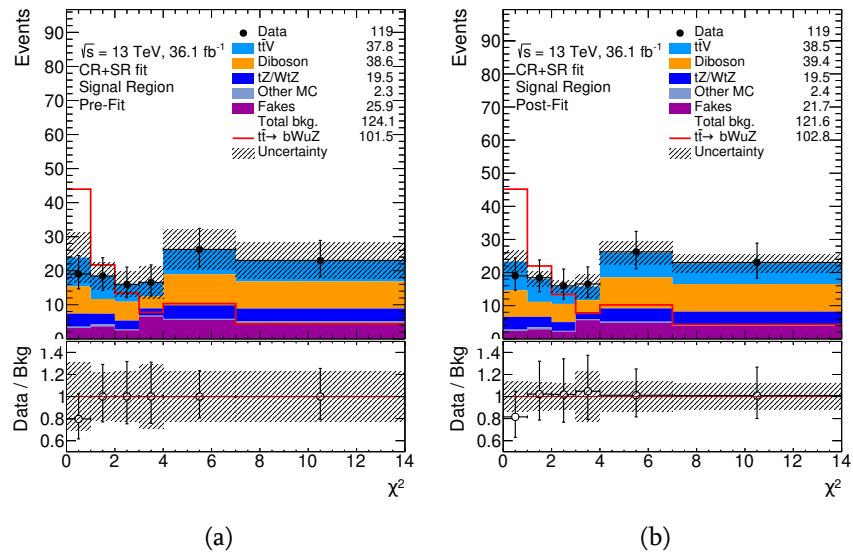 Events
90
80
70
60
50
40
30
20
10
0
√s = 13 TeV, 36.1 fb-1
CR+SR fit
Signal Region
Pre-Fit
Data 119
tt̄V 37.8
Diboson 38.6
tZ/WtZ 19.5
Other MC 2.3
Fakes 25.9
Total bkg. 124.1
tt̄→ bWuZ 101.5
Uncertainty
Data / Bkg
1.4
1.2
1
0.8
0.6
0 2 4 6 8 10 12 14
χ2
(a)
Events
90
80
70
60
50
40
30
20
10
0
√s = 13 TeV, 36.1 fb-1
CR+SR fit
Signal Region
Post-Fit
Data 119
tt̄V 38.5
Diboson 39.4
tZ/WtZ 19.5
Other MC 2.4
Fakes 21.7
Total bkg. 121.6
tt̄→ bWuZ 102.8
Uncertainty
Data / Bkg
1.4
1.2
1
0.8
0.6
0 2 4 6 8 10 12 14
χ2
(b)